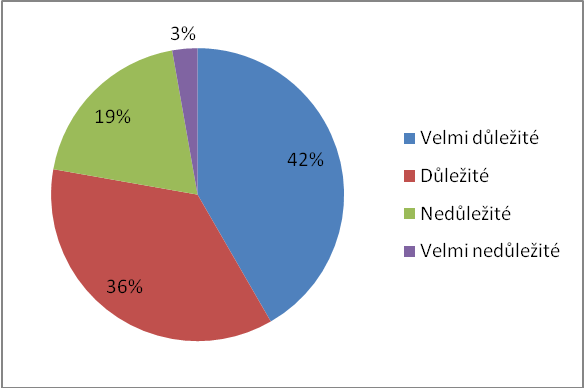 3%
19%
42%
36%
Velmi důležité
Důležité
Nedůležité
Velmi nedůležité